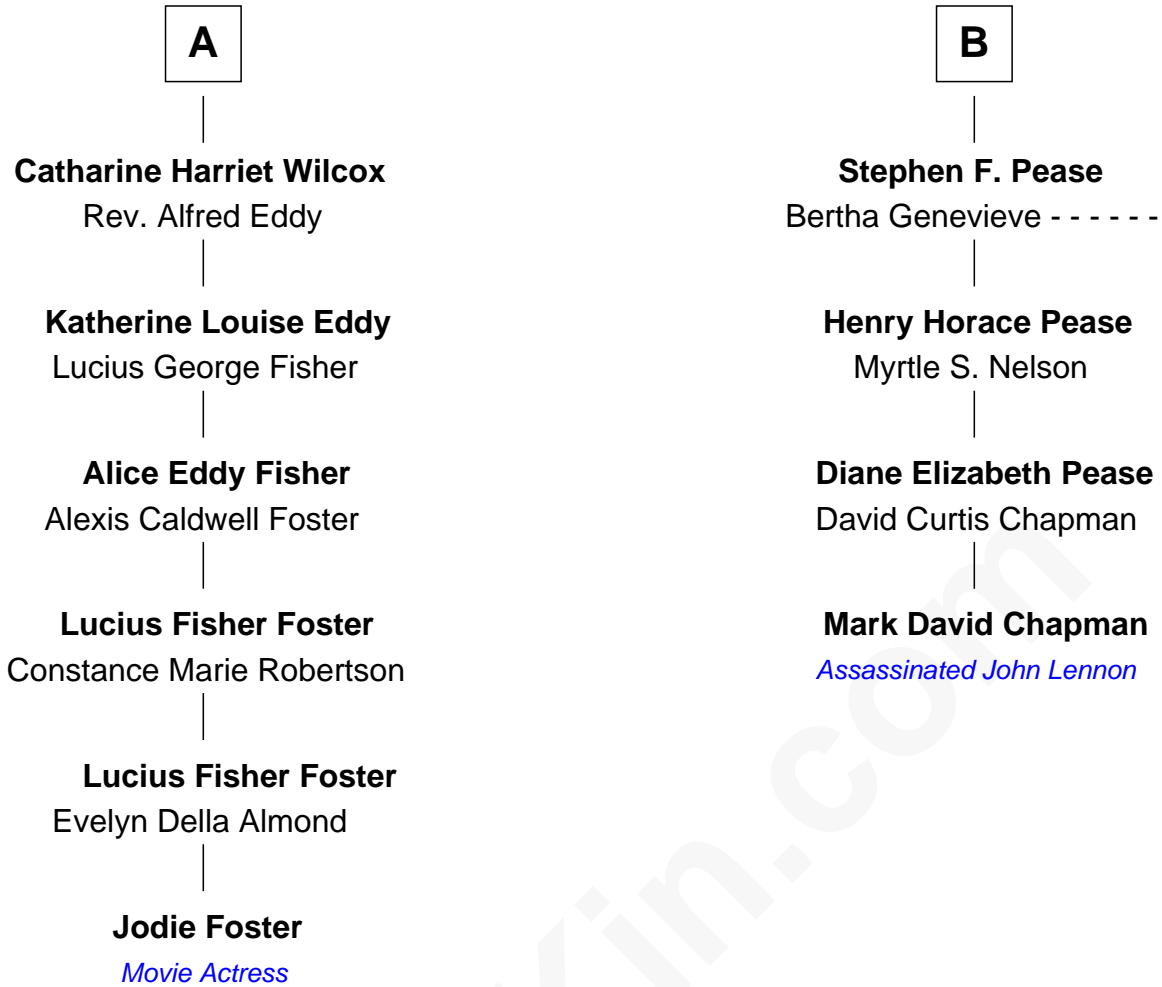 A
Catharine Harriet Wilcox
Rev. Alfred Eddy
Katherine Louise Eddy
Lucius George Fisher
Alice Eddy Fisher
Alexis Caldwell Foster
Lucius Fisher Foster
Constance Marie Robertson
Lucius Fisher Foster
Evelyn Della Almond
Jodie Foster
Movie Actress
B
Stephen F. Pease
Bertha Genevieve - - - - - -
Henry Horace Pease
Myrtle S. Nelson
Diane Elizabeth Pease
David Curtis Chapman
Mark David Chapman
Assassinated John Lennon
Kin.com